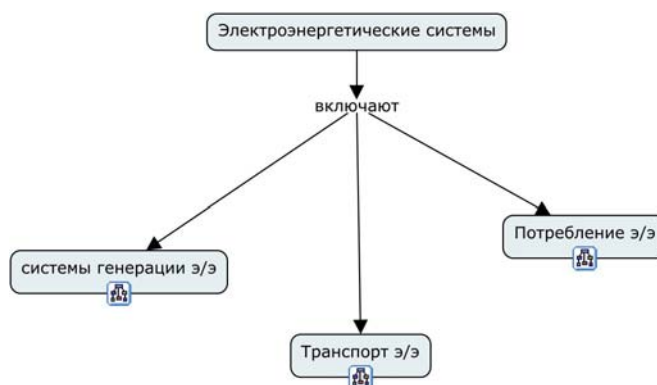 Электроэнергетические системы
включают
Потребление э/э
системы генерации э/э
Транспорт э/э